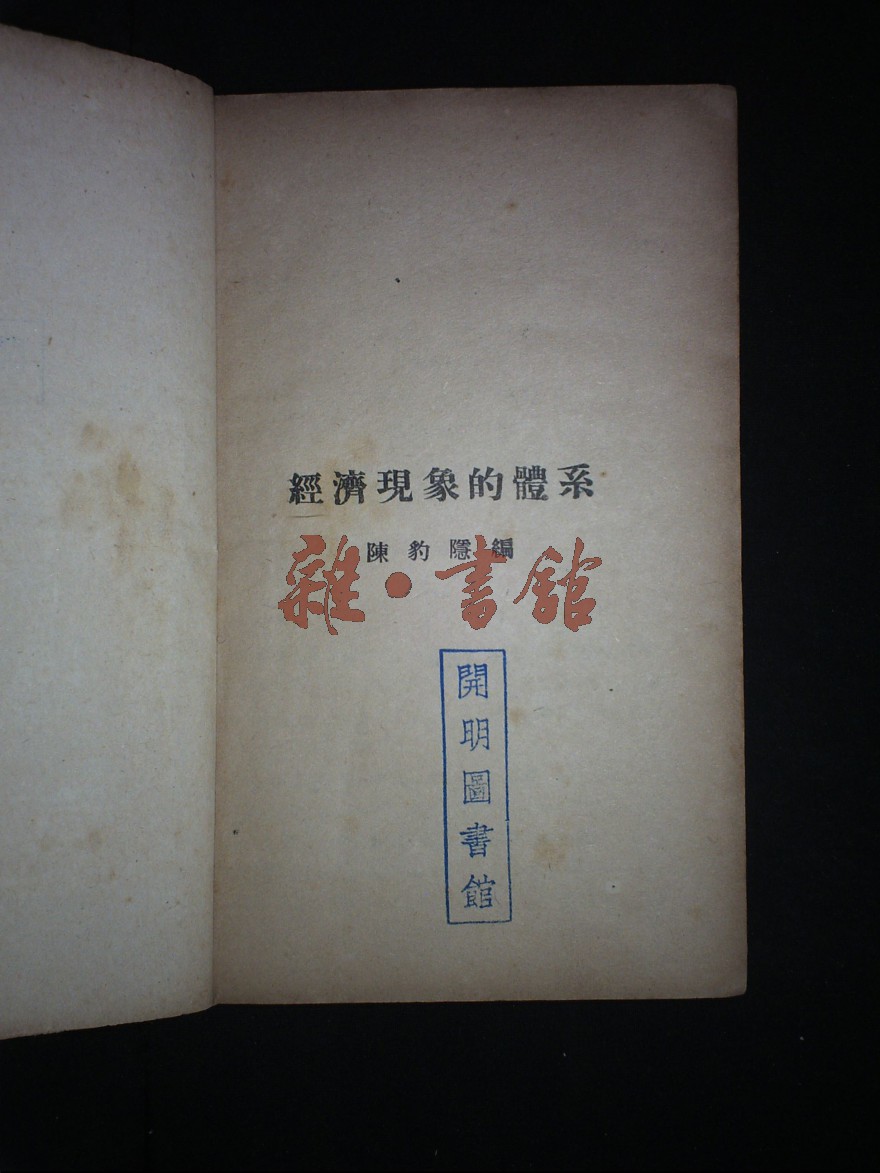 經濟現象的體系
陳豹隱編
雜·書館
開明圖書館